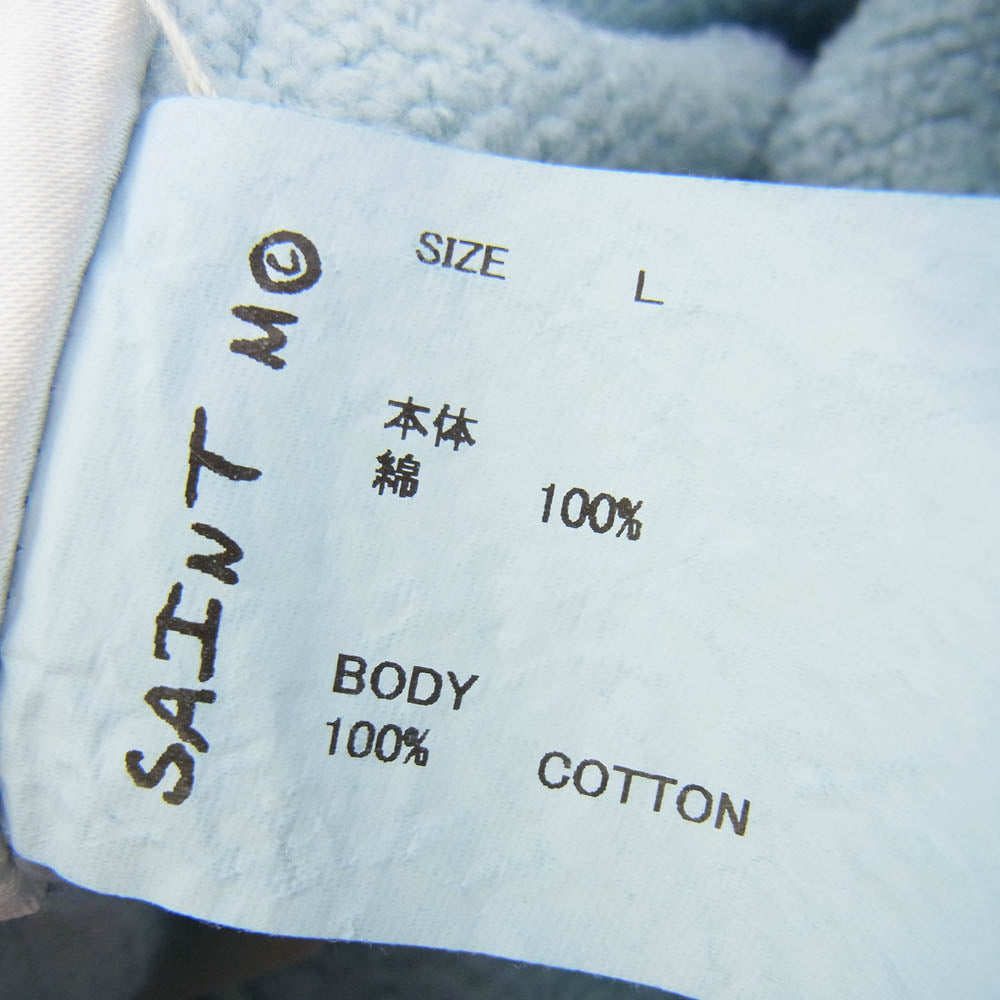 SAINT M©
SIZE L
本体
綿 100%
BODY
100% COTTON